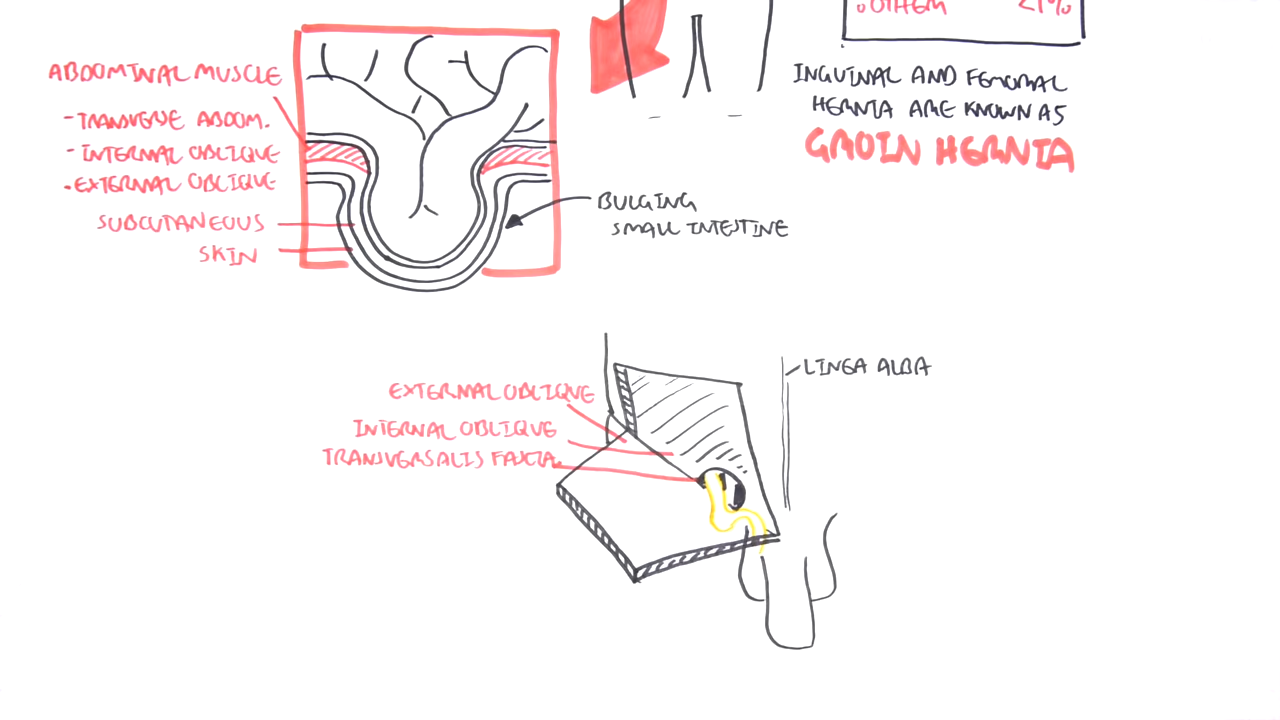 <1%
ABDOMINAL MUSCLE
- TRANSVERSE ABDOM.
- INTERNAL OBLIQUE
- EXTERNAL OBLIQUE
SUBCUTANEOUS
SKIN
BULGING
SMALL INTESTINE
INGUINAL AND FEMORAL
HERNIA ARE KNOWN AS
GROIN HERNIA
LINEA ALBA
EXTERNAL OBLIQUE
INTERNAL OBLIQUE
TRANSVERSALIS FASCIA